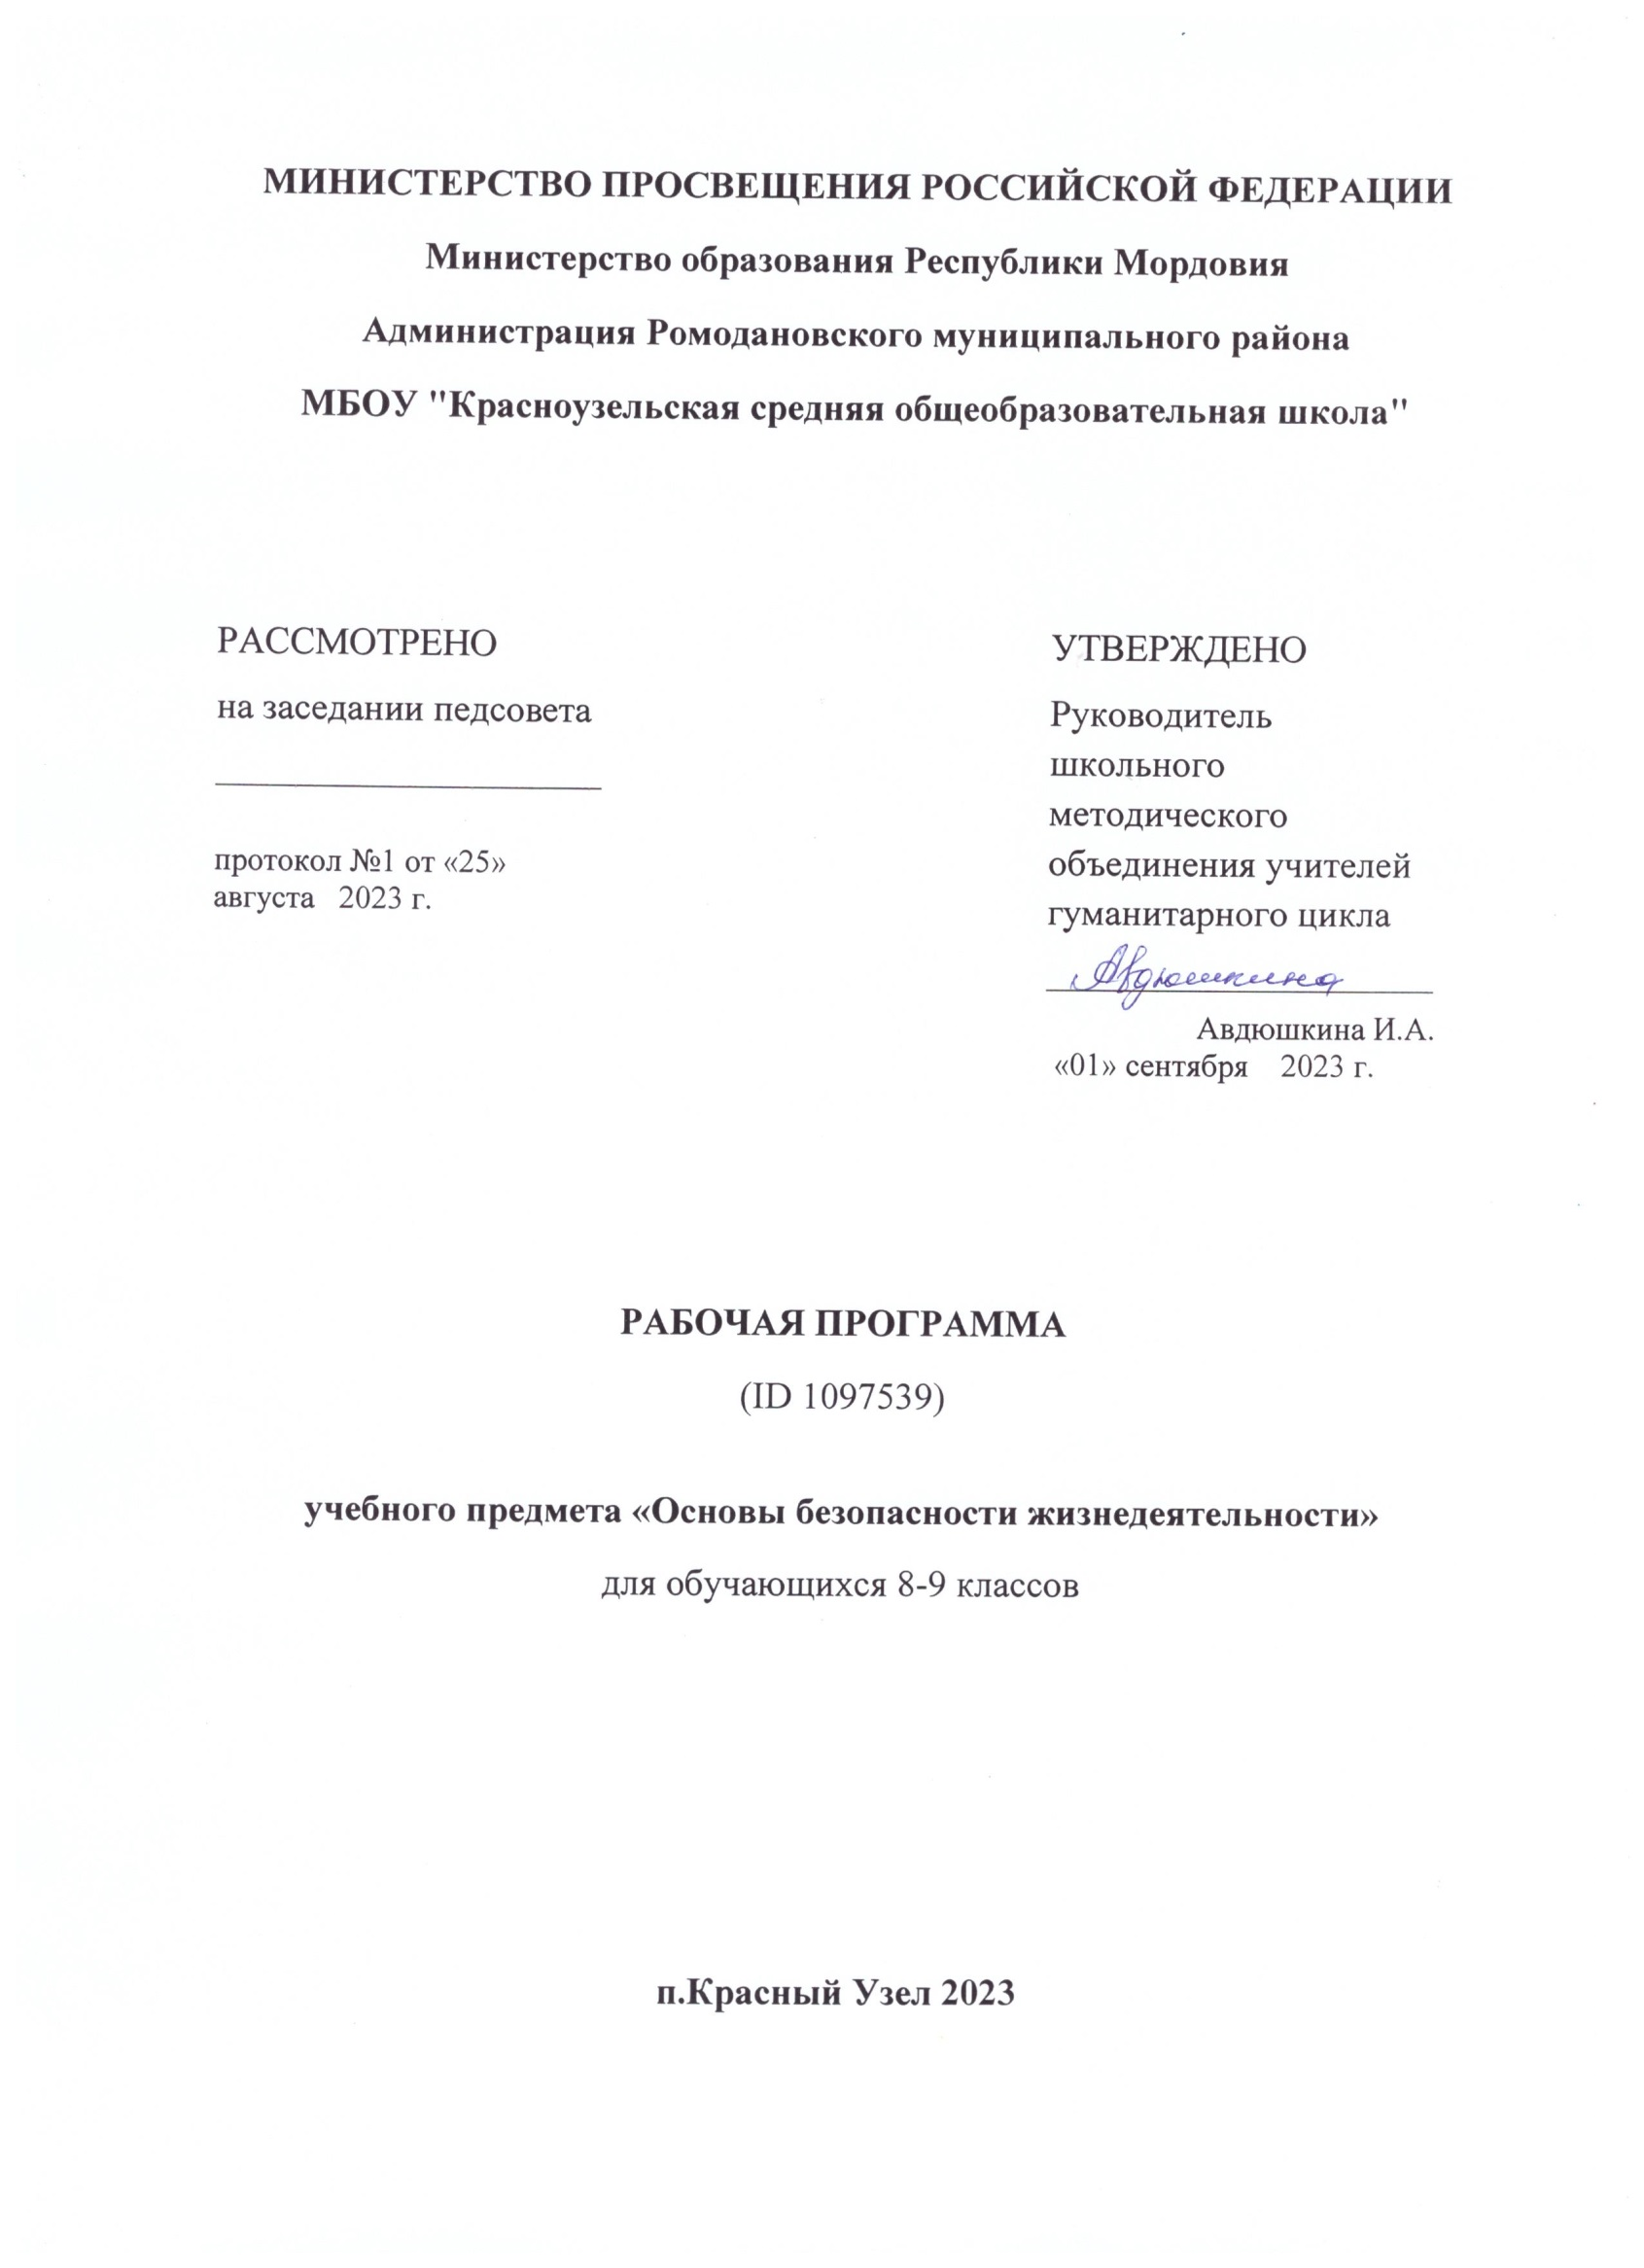 МИНИСТЕРСТВО ПРОСВЕЩЕНИЯ РОССИЙСКОЙ ФЕДЕРАЦИИ
Министерство образования Республики Мордовия
Администрация Ромодановского муниципального района
МБОУ "Красноузельская средняя общеобразовательная школа"
РАССМОТРЕНО
на заседании педсовета
протокол №1 от «25»
августа 2023 г.
УТВЕРЖДЕНО
Руководитель
школьного
методического
объединения учителей
гуманитарного цикла
Авдюшкина
Авдюшкина И.А.
«01» сентября 2023 г.
РАБОЧАЯ ПРОГРАММА
(ID 1097539)
учебного предмета «Основы безопасности жизнедеятельности»
для обучающихся 8-9 классов
п.Красный Узел 2023